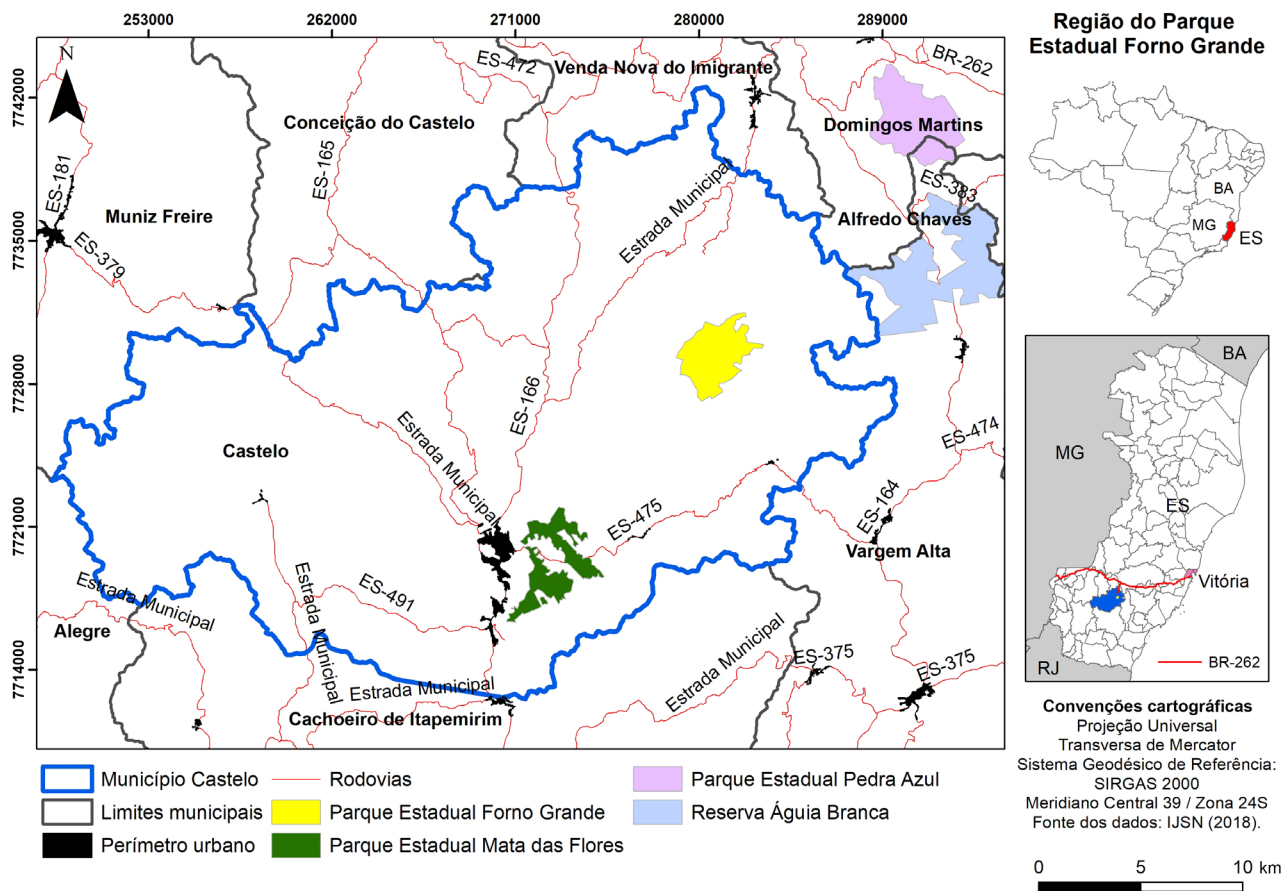 253000
262000
271000
280000
289000
7742000
7735000
7728000
7721000
7714000
N
ES-472
Venda Nova do Imigrante
BR-262
Conceição do Castelo
Domingos Martins
ES-165
ES-181
Estrada Municipal
ES-383
Muniz Freire
Alfredo Chaves
ES-379
ES-166
Estrada Municipal
Castelo
ES-474
ES-475
ES-164
Vargem Alta
Estrada Municipal
ES-491
Estrada Municipal
Alegre
Estrada Municipal
ES-375
ES-375
Estrada Municipal
Cachoeiro de Itapemirim
Região do Parque
Estadual Forno Grande
BA
MG
ES
BA
MG
ES
Vitória
RJ
BR-262
Convenções cartográficas
Projeção Universal
Transversa de Mercator
Sistema Geodésico de Referência:
SIRGAS 2000
Meridiano Central 39 / Zona 24S
Fonte dos dados: IJSN (2018).
0 5 10 km
Município Castelo
Limites municipais
Perímetro urbano
Rodovias
Parque Estadual Forno Grande
Parque Estadual Mata das Flores
Parque Estadual Pedra Azul
Reserva Águia Branca